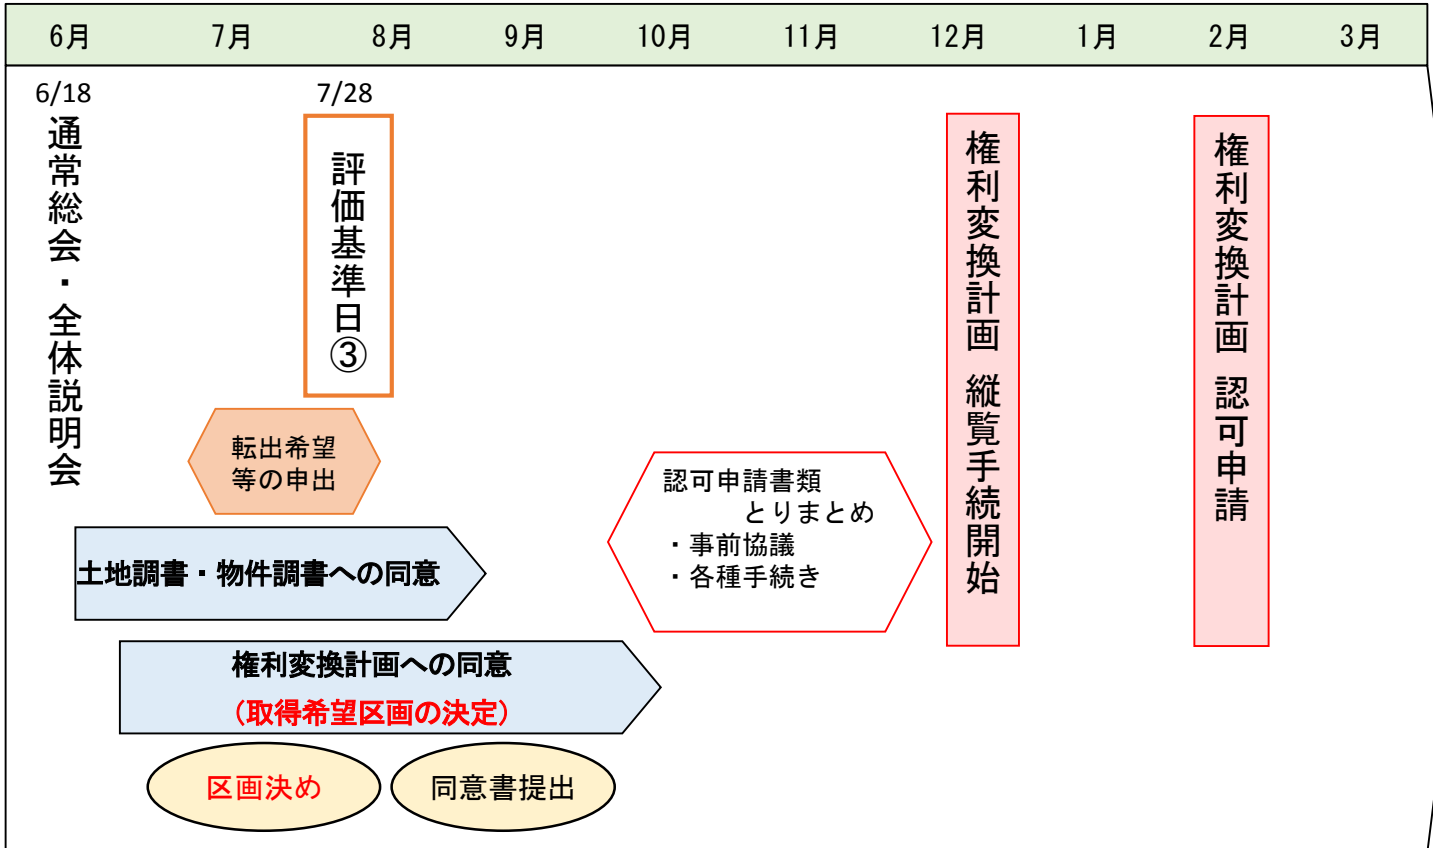 6月 7月 8月 9月 10月 11月 12月 1月 2月 3月
6/18
通常総会・全体説明会
7/28
評価基準日③
転出希望
等の申出
土地調書・物件調書への同意
権利変換計画への同意
（取得希望区画の決定）
区画決め
同意書提出
認可申請書類
とりまとめ
・事前協議
・各種手続き
権利変換計画 縦覧手続開始
権利変換計画 認可申請